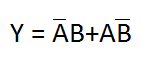 Y = A̅B+AB̅